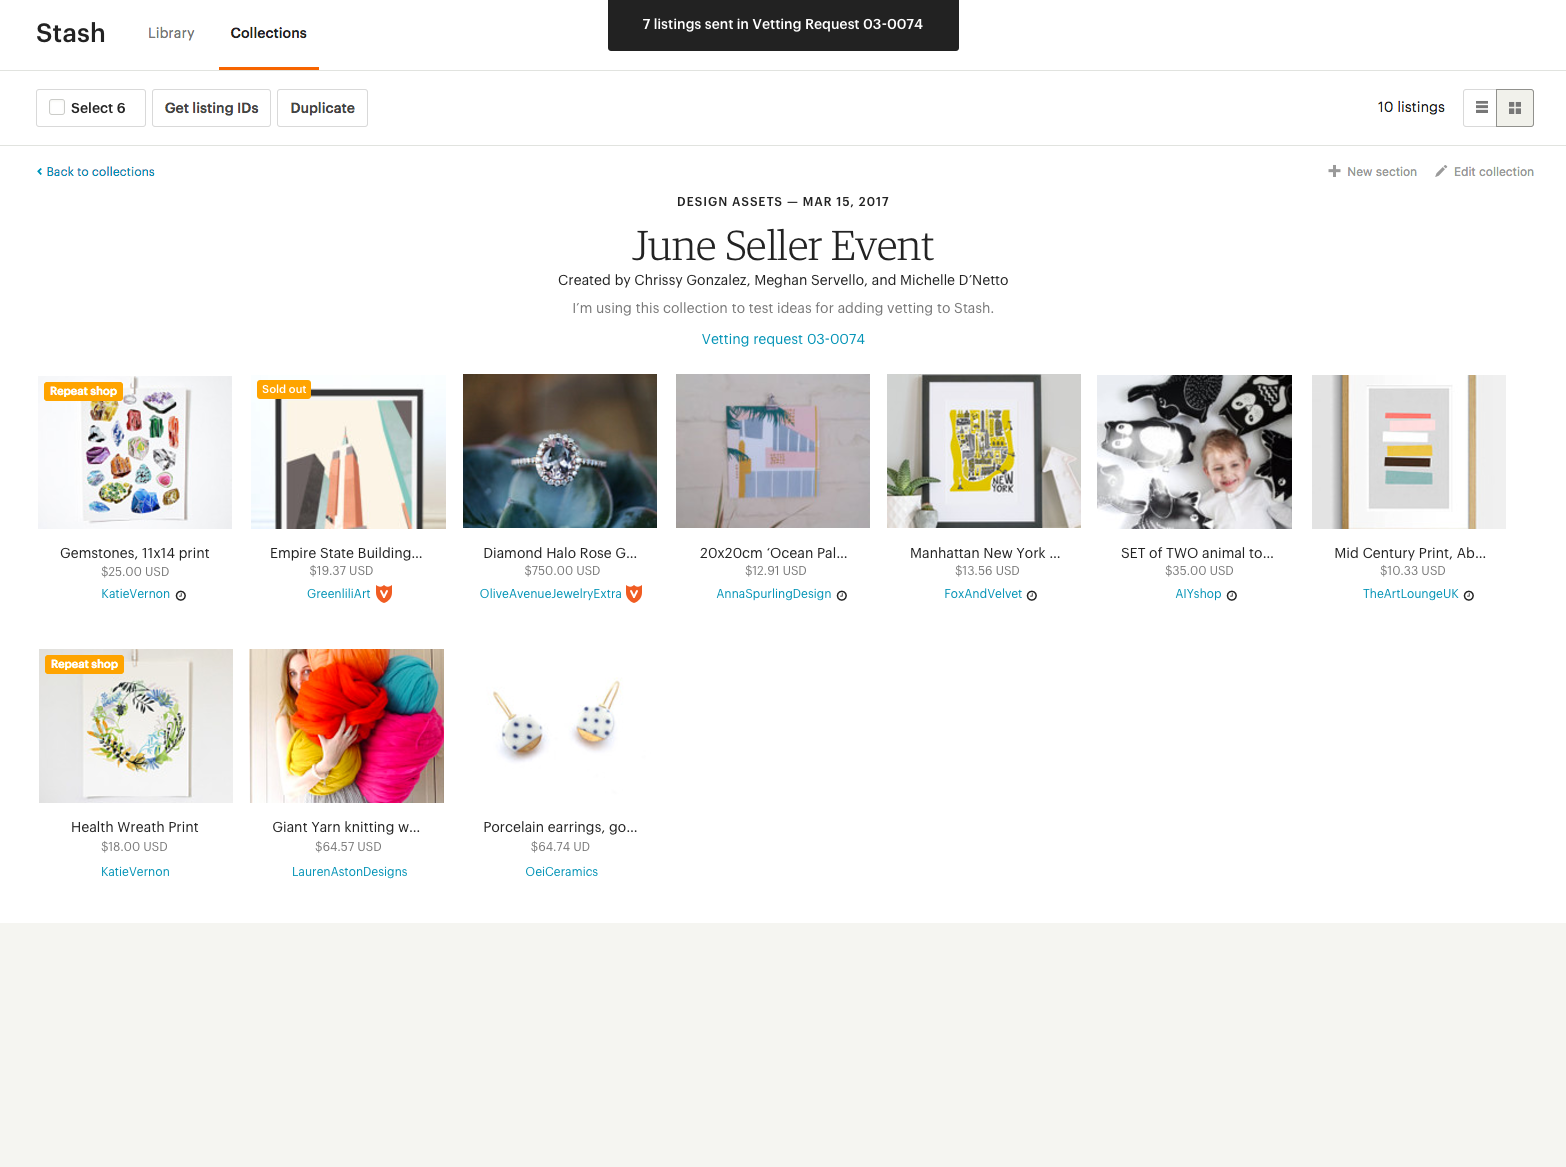 Stash
Library
Collections
7 listings sent in Vetting Request 03-0074
Select 6
Get listing IDs
Duplicate
10 listings
Back to collections
New section
Edit collection
DESIGN ASSETS — MAR 15, 2017
June Seller Event
Created by Chrissy Gonzalez, Meghan Servello, and Michelle D’Netto
I’m using this collection to test ideas for adding vetting to Stash.
Vetting request 03-0074
Repeat shop
Gemstones, 11x14 print
$25.00 USD
KatieVernon
Sold out
Empire State Building...
$19.37 USD
GreenliliArt
Diamond Halo Rose G...
$750.00 USD
OliveAvenueJewelryExtra
20x20cm ‘Ocean Pal...
$12.91 USD
AnnaSpurlingDesign
NEW
YORK
Manhattan New York ...
$13.56 USD
FoxAndVelvet
SET of TWO animal to...
$35.00 USD
AIYshop
Mid Century Print, Ab...
$10.33 USD
TheArtLoungeUK
Repeat shop
Health Wreath Print
$18.00 USD
KatieVernon
Giant Yarn knitting w...
$64.57 USD
LaurenAstonDesigns
Porcelain earrings, go...
$64.74 UD
OeiCeramics